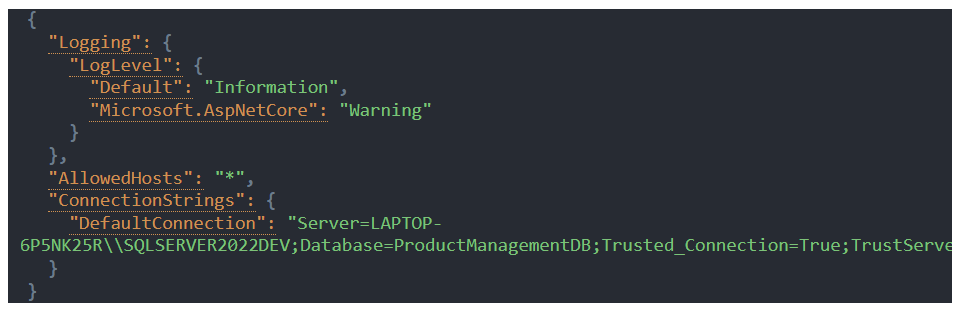 {
"Logging": {
"LogLevel": {
"Default": "Information",
"Microsoft.AspNetCore": "Warning"
}
},
"AllowedHosts": "*",
"ConnectionStrings": {
"DefaultConnection": "Server=LAPTOP-
6P5NK25R\\SQLSERVER2022DEV;Database=ProductManagementDB;Trusted_Connection=True;TrustServe
}
}